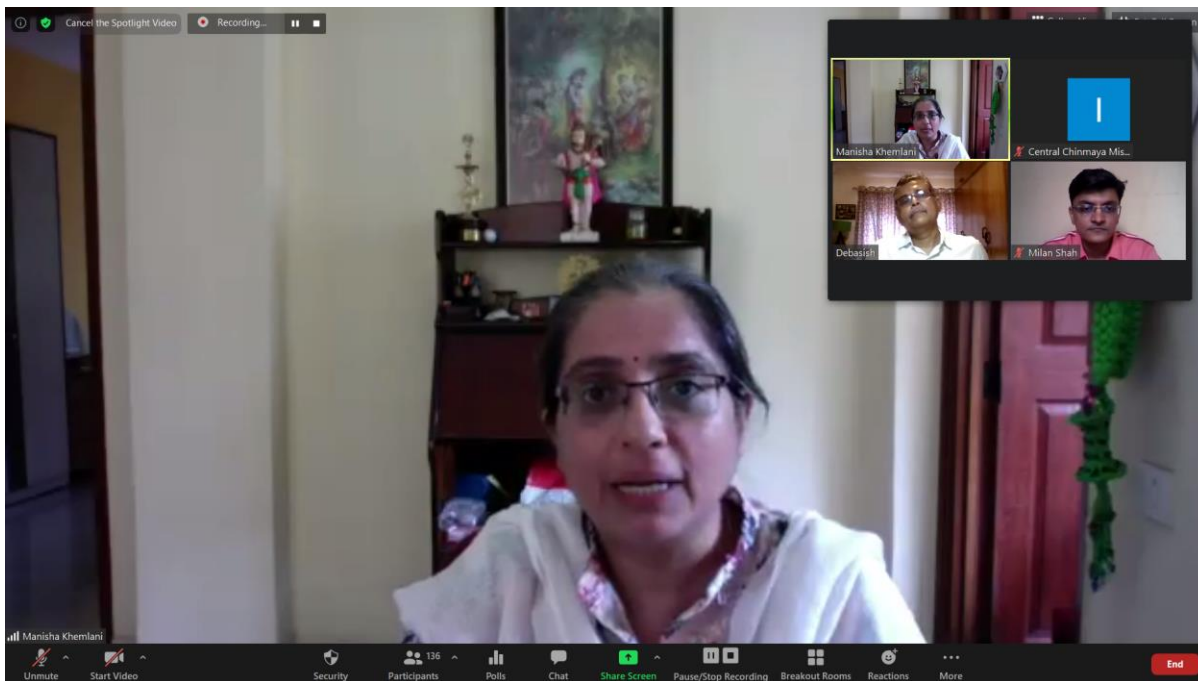 Cancel the Spotlight Video
Recording...
Manisha Khemlani
I
Central Chinmaya Mis...
Debasish
Milan Shah
Manisha Khemlani
136
Unmute
Start Video
Security
Participants
Polls
Chat
Share Screen
Pause/Stop Recording
Breakout Rooms
Reactions
More
End